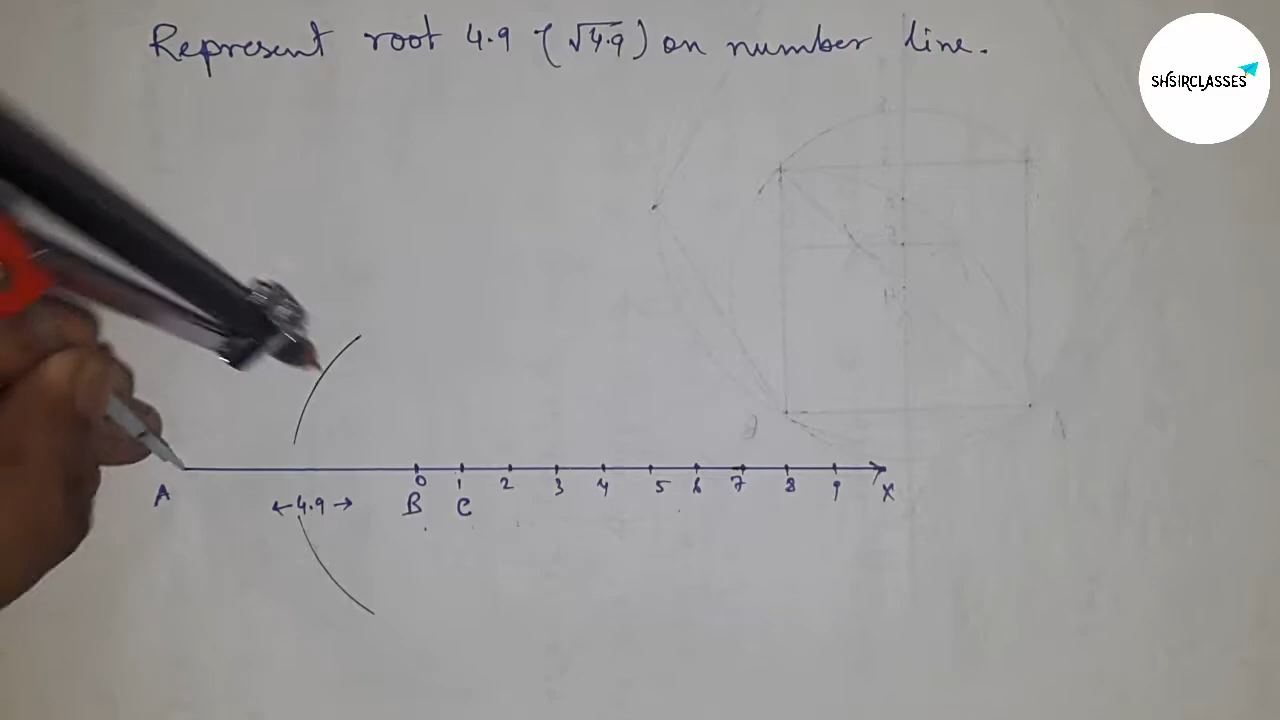 Represent root 4.9 (√4.9) on number line.
SHSIRCLASSES
0 1 2 3 4 5 6 7 8 9 X
A ←4.9→ B C